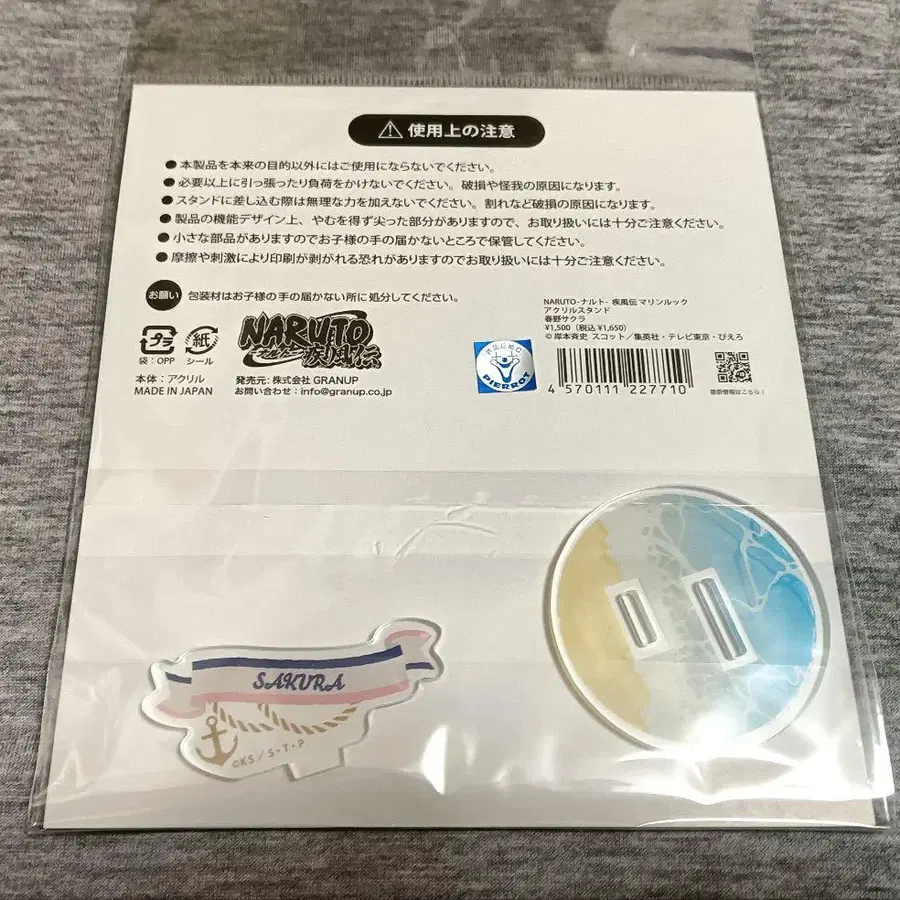 使用上の注意
● 本製品を本来の目的以外にはご使用にならないでください。
● 必要以上に引っ張ったり負荷をかけないでください。破損や怪我の原因になります。
● スタンドに差し込む際は無理な力を加えないでください。割れなど破損の原因になります。
● 製品の機能デザイン上、やむを得ず尖った部分がありますので、お取り扱いには十分ご注意ください。
● 小さな部品がありますのでお子様の手の届かないところで保管してください。
● 摩擦や刺激により印刷が剥がれる恐れがありますのでお取り扱いには十分ご注意ください。
お願い 包装材はお子様の手の届かない所に処分してください。
プラ
袋：OPP
紙
シール
本体：アクリル
MADE IN JAPAN
NARUTO
-ナルト-
疾風伝
発売元：株式会社 GRANUP
お問い合わせ：info@granup.co.jp
PIERROT
NARUTO-ナルト- 疾風伝 マリンルック
アクリルスタンド
春野サクラ
¥1,500（税込 ¥1,650）
© 岸本斉史 スコット／集英社・テレビ東京・ぴえろ
4 570111 227710
最新情報はこちら！
SAKURA
©KS/S・T・P